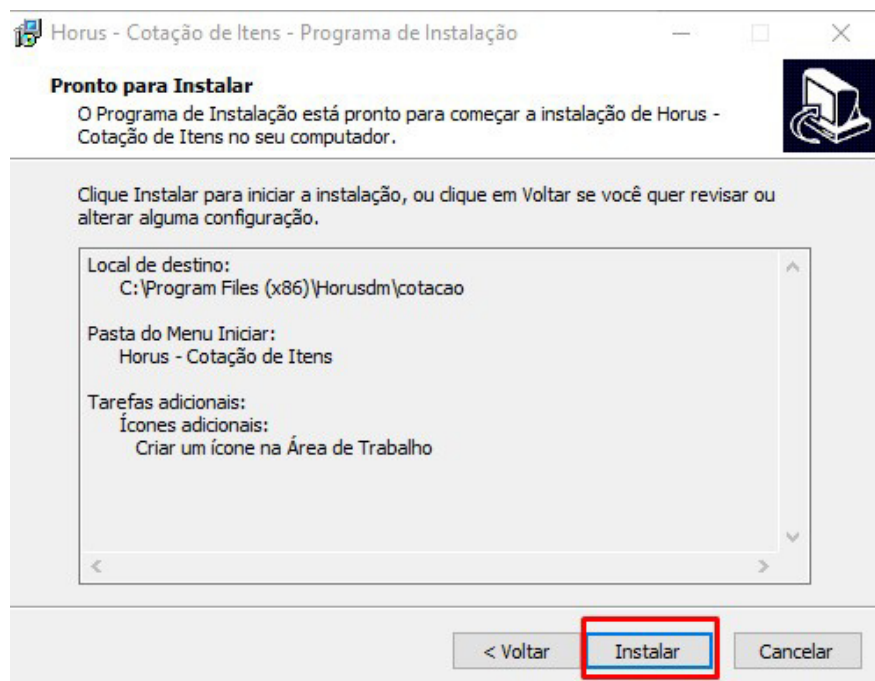 Horus - Cotação de Itens - Programa de Instalação
Pronto para Instalar
O Programa de Instalação está pronto para começar a instalação de Horus -
Cotação de Itens no seu computador.
Clique Instalar para iniciar a instalação, ou clique em Voltar se você quer revisar ou
alterar alguma configuração.
Local de destino:
C:\Program Files (x86)\Horusdm\cotacao
Pasta do Menu Iniciar:
Horus - Cotação de Itens
Tarefas adicionais:
Ícones adicionais:
Criar um ícone na Área de Trabalho
< Voltar
Instalar
Cancelar